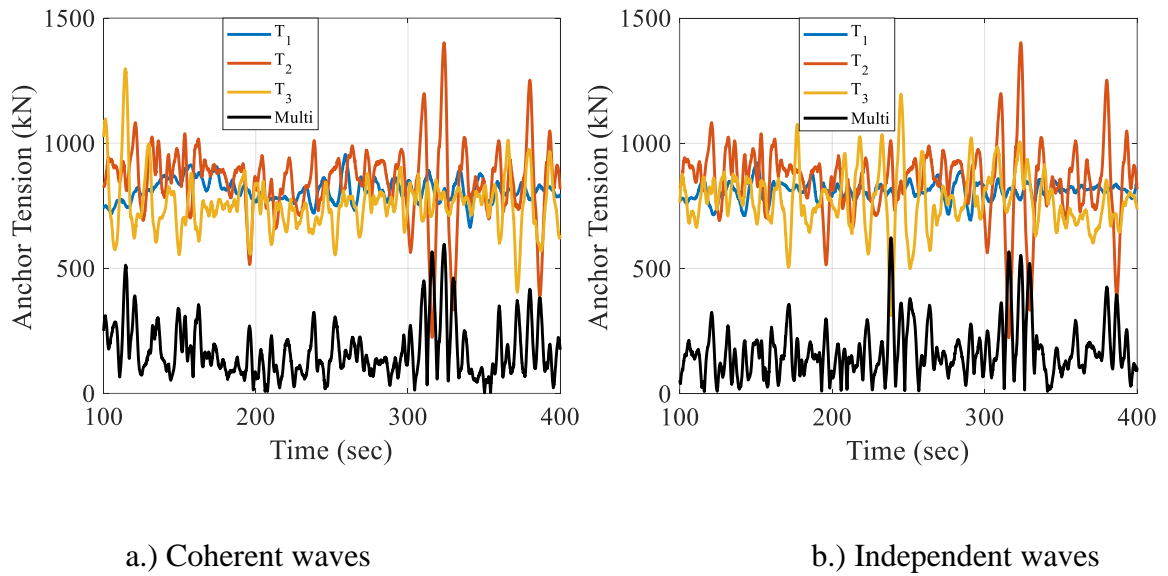 1500
1000
500
0
Anchor Tension (kN)
T1
T2
T3
Multi
100
200
300
400
Time (sec)
1500
1000
500
0
Anchor Tension (kN)
T1
T2
T3
Multi
100
200
300
400
Time (sec)
a.) Coherent waves
b.) Independent waves